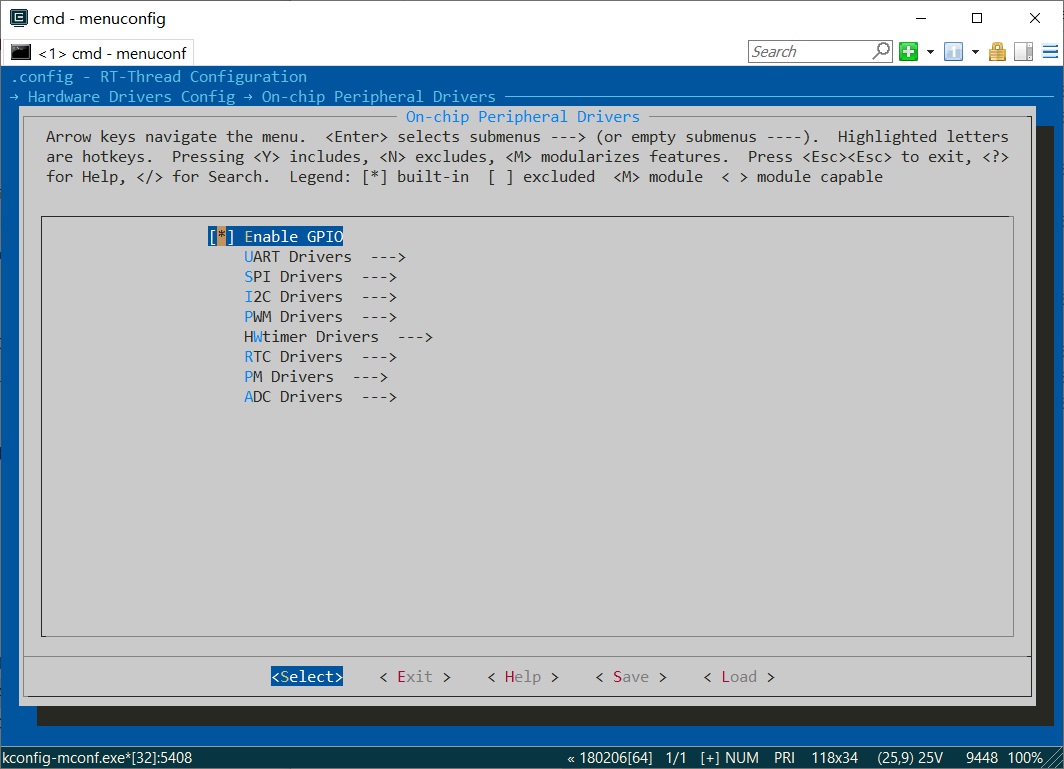 cmd - menuconfig
<1> cmd - menuconf
Search
.config - RT-Thread Configuration
→ Hardware Drivers Config → On-chip Peripheral Drivers
On-chip Peripheral Drivers
Arrow keys navigate the menu.  <Enter> selects submenus ---> (or empty submenus ----).  Highlighted letters
are hotkeys.  Pressing <Y> includes, <N> excludes, <M> modularizes features.  Press <Esc><Esc> to exit, <?>
for Help, </> for Search.  Legend: [*] built-in  [ ] excluded  <M> module  < > module capable
[*] Enable GPIO
UART Drivers  --->
SPI Drivers  --->
I2C Drivers  --->
PWM Drivers  --->
HWtimer Drivers  --->
RTC Drivers  --->
PM Drivers  --->
ADC Drivers  --->
<Select>    < Exit >    < Help >    < Save >    < Load >
kconfig-mconf.exe*[32]:5408 « 180206[64] 1/1 [+] NUM PRI 118x34 (25,9) 25V 9448 100%